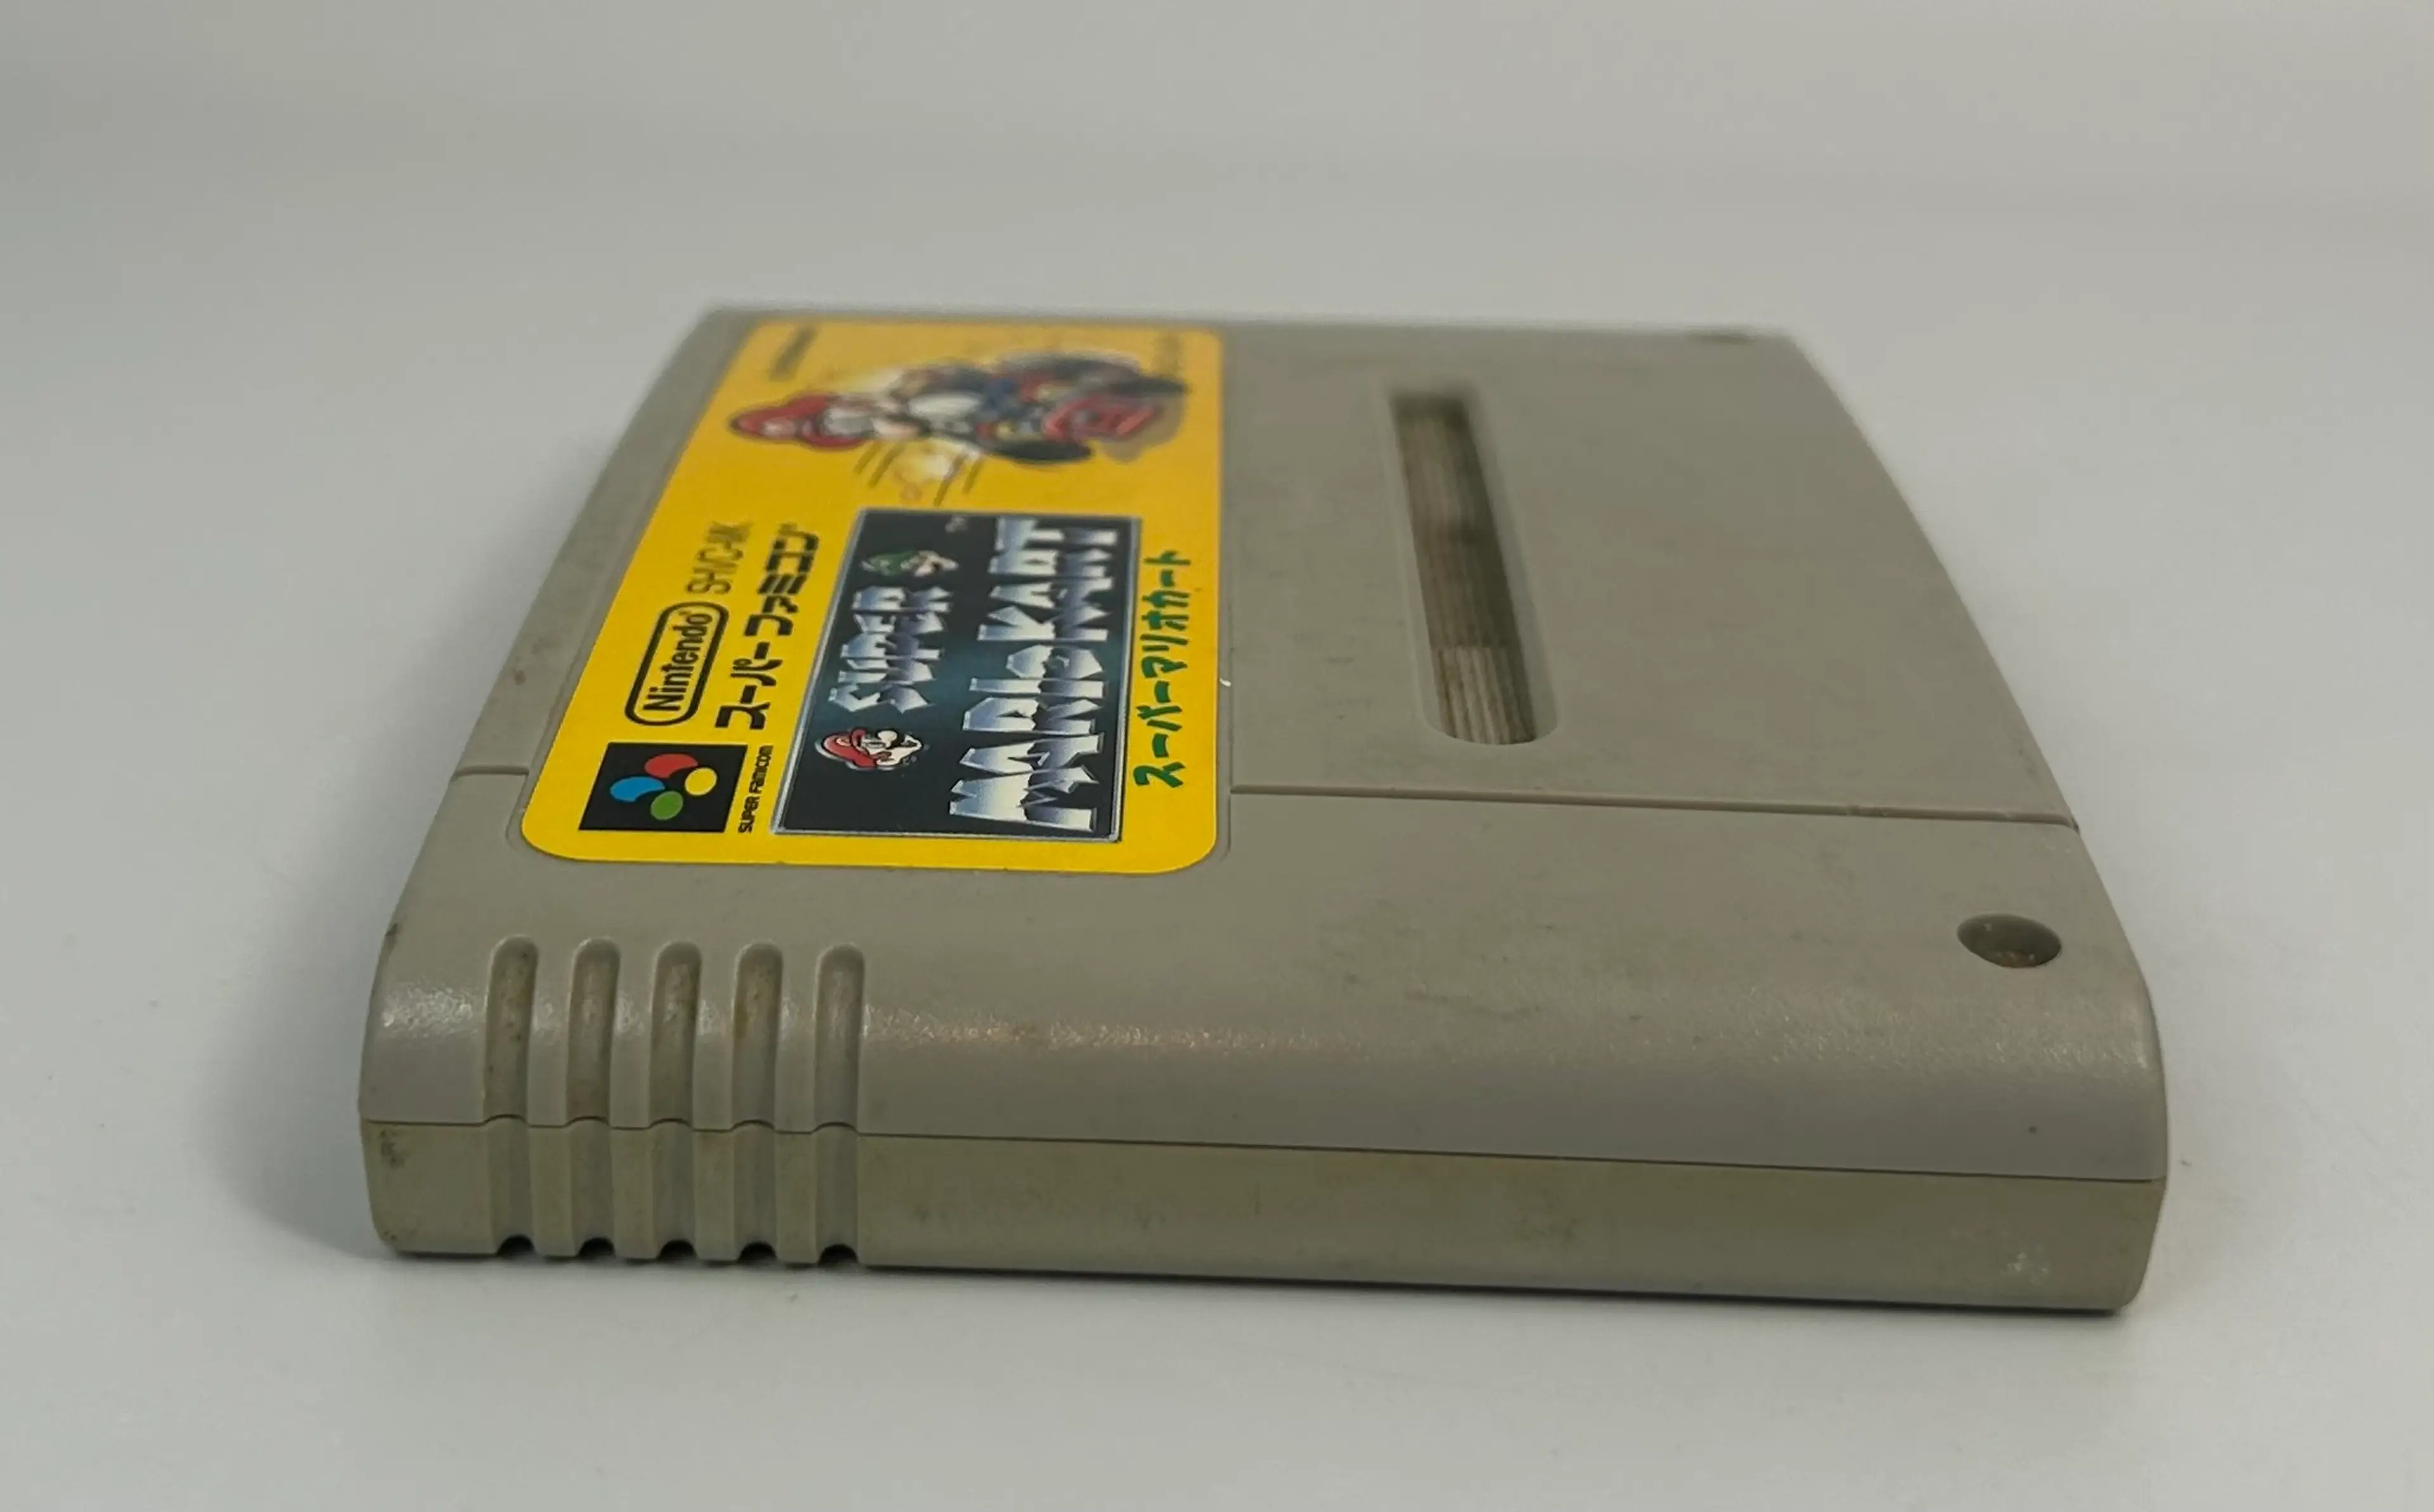 SUPER FAMICOM
スーパーファミコン
Nintendo® SHVC-MK
SUPER
MARIO KART
TM
スーパーマリオカート